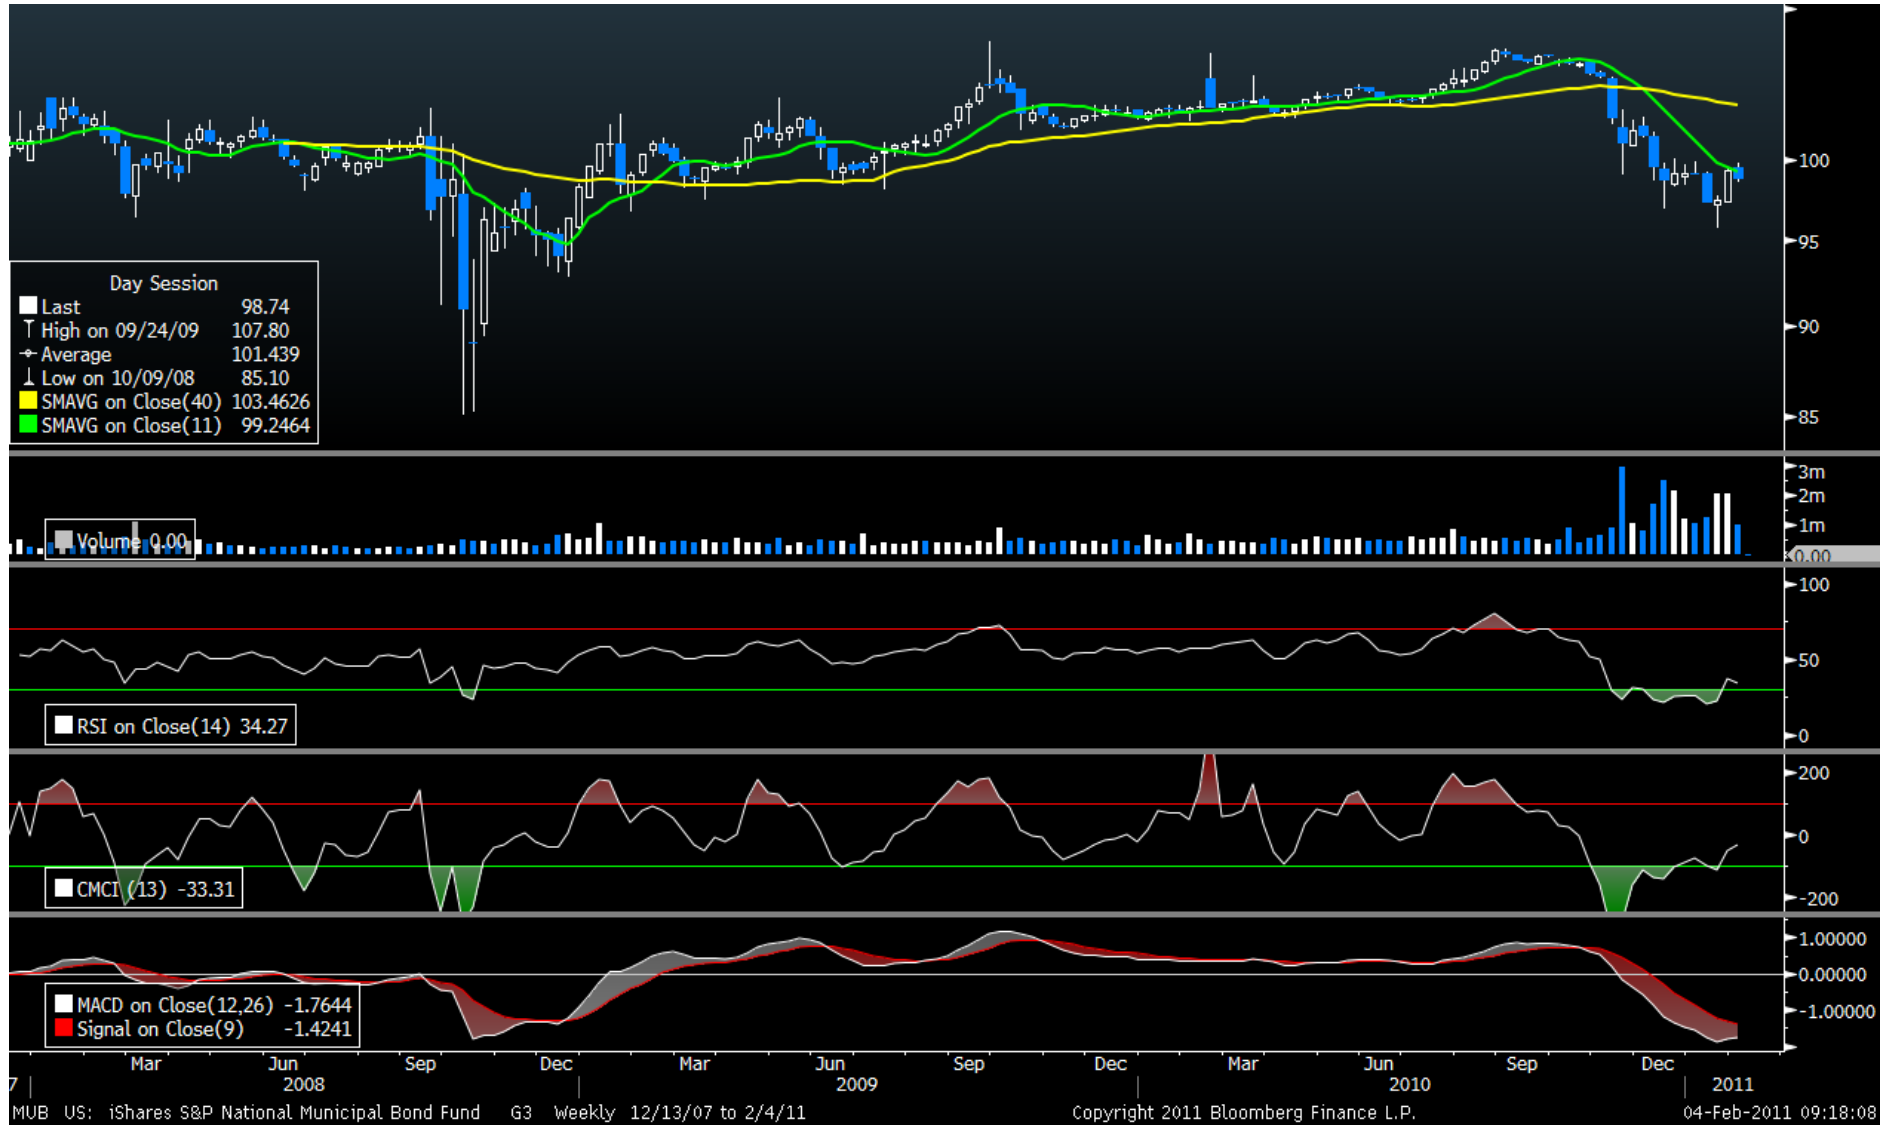 100
95
90
85
Day Session
Last 98.74
High on 09/24/09 107.80
Average 101.439
Low on 10/09/08 85.10
SMAVG on Close(40) 103.4626
SMAVG on Close(11) 99.2464
3m
2m
1m
0.00
Volume 0.00
100
50
0
RSI on Close(14) 34.27
200
0
-200
CMCI (13) -33.31
1.00000
0.00000
-1.00000
MACD on Close(12,26) -1.7644
Signal on Close(9) -1.4241
Mar Jun Sep Dec Mar Jun Sep Dec Mar Jun Sep Dec
7 2008 2009 2010 2011
MUB US: iShares S&P National Municipal Bond Fund G3 Weekly 12/13/07 to 2/4/11 Copyright 2011 Bloomberg Finance L.P. 04-Feb-2011 09:18:08